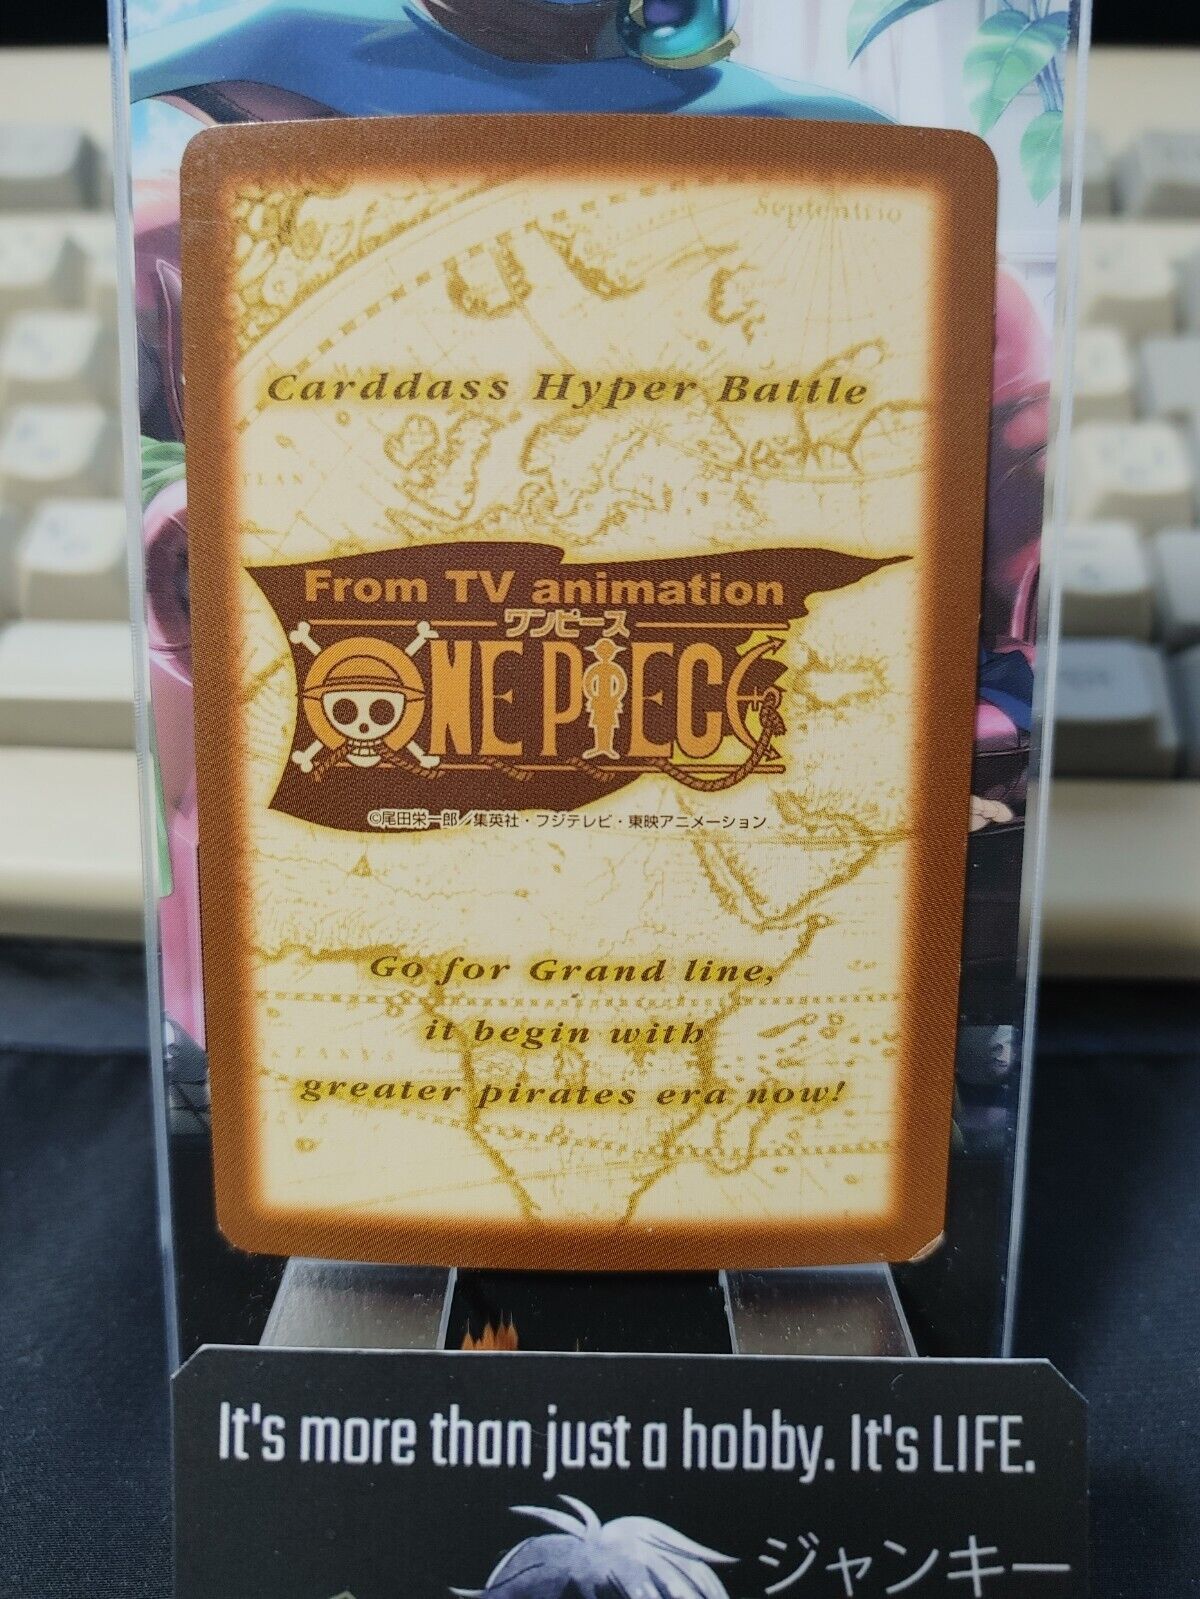 Septentrio
Carddass Hyper Battle
From TV animation
ワンピース
ONE PIECE
©尾田栄一郎／集英社・フジテレビ・東映アニメーション
Go for Grand line,
it begin with
greater pirates era now!
It's more than just a hobby. It's LIFE.
ジャンキー